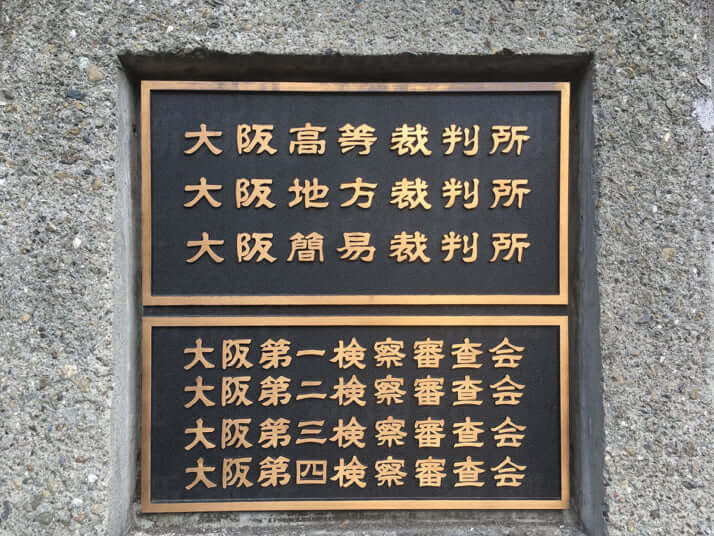 大阪高等裁判所
大阪地方裁判所
大阪簡易裁判所
大阪第一検察審査会
大阪第二検察審査会
大阪第三検察審査会
大阪第四検察審査会